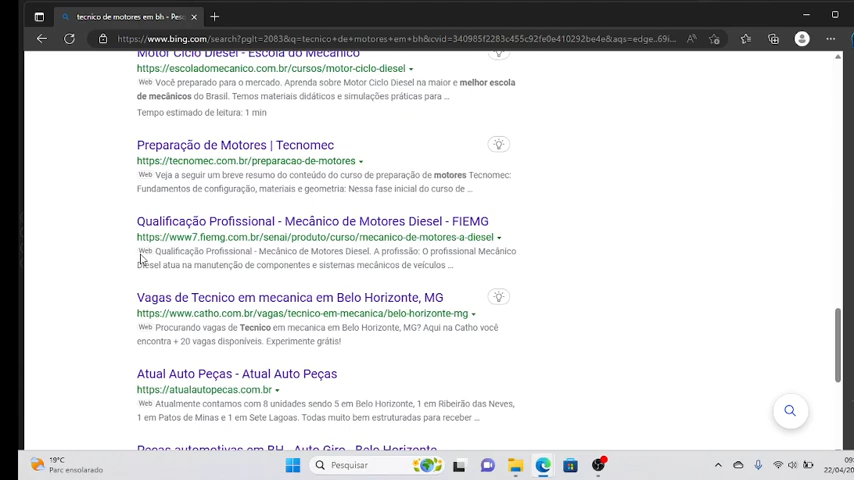 tecnico de motores em bh - Pes
https://www.bing.com/search?pglt=2083&q=tecnico+de+motores+em+bh&cvid=340985f2283c455c92fe0e410292be4e&aqs=edge..69i...
Motor Ciclo Diesel - Escola do Mecânico
https://escoladomecanico.com.br/cursos/motor-ciclo-diesel
Web Você preparado para o mercado. Aprenda sobre Motor Ciclo Diesel na maior e melhor escola
de mecânicos do Brasil. Temos materiais didáticos e simulações práticas para ...
Tempo estimado de leitura: 1 min
Preparação de Motores | Tecnomec
https://tecnomec.com.br/preparacao-de-motores
Web Veja a seguir um breve resumo do conteúdo do curso de preparação de motores Tecnomec:
Fundamentos de configuração, materiais e geometria: Nessa fase inicial do curso de ...
Qualificação Profissional - Mecânico de Motores Diesel - FIEMG
https://www7.fiemg.com.br/senai/produto/curso/mecanico-de-motores-a-diesel
Web Qualificação Profissional - Mecânico de Motores Diesel. A profissão: O profissional Mecânico
Diesel atua na manutenção de componentes e sistemas mecânicos de veículos ...
Vagas de Tecnico em mecanica em Belo Horizonte, MG
https://www.catho.com.br/vagas/tecnico-em-mecanica/belo-horizonte-mg
Web Procurando vagas de Tecnico em mecanica em Belo Horizonte, MG? Aqui na Catho você
encontra + 20 vagas disponíveis. Experimente grátis!
Atual Auto Peças - Atual Auto Peças
https://atualautopecas.com.br
Web Atualmente contamos com 8 unidades sendo 5 em Belo Horizonte, 1 em Ribeirão das Neves,
1 em Patos de Minas e 1 em Sete Lagoas. Todas muito bem estruturadas para receber ...
Peças automotivas em BH - Auto Giro - Belo Horizonte
19°C
Parc ensolarado
Pesquisar
09:
22/04/20